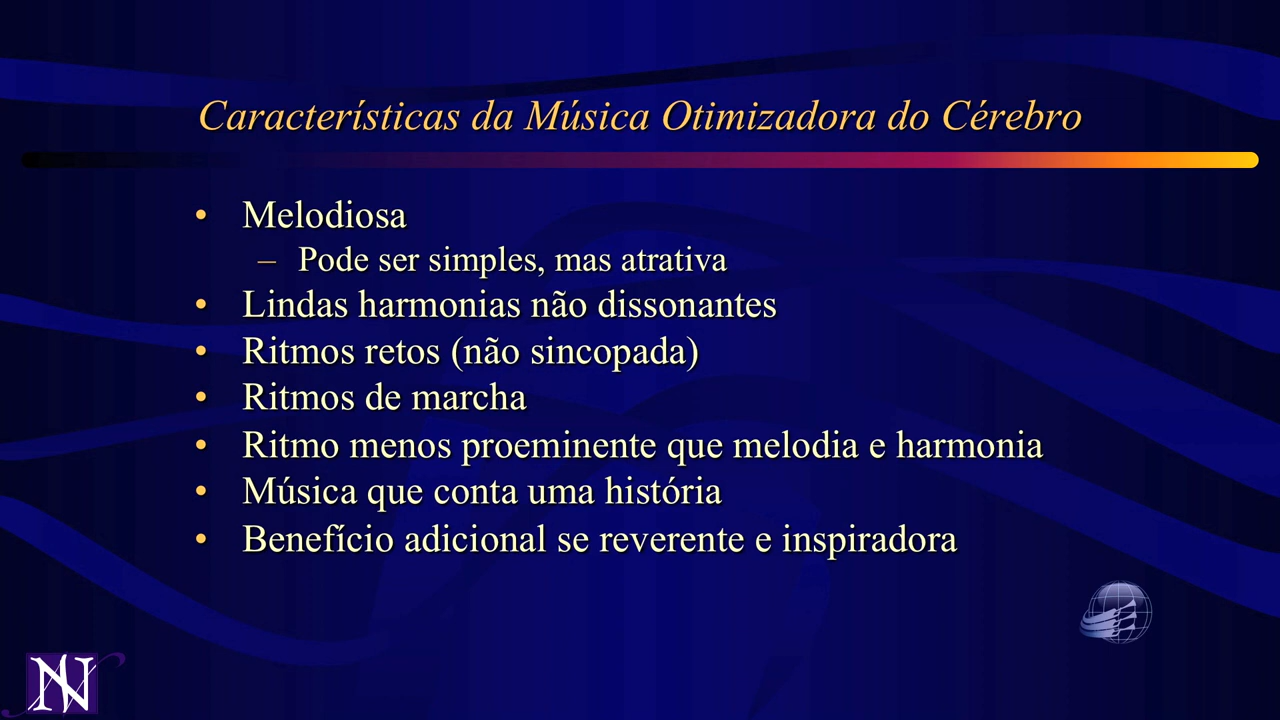 Características da Música Otimizadora do Cérebro
• Melodiosa
– Pode ser simples, mas atrativa
• Lindas harmonias não dissonantes
• Ritmos retos (não sincopada)
• Ritmos de marcha
• Ritmo menos proeminente que melodia e harmonia
• Música que conta uma história
• Benefício adicional se reverente e inspiradora
N